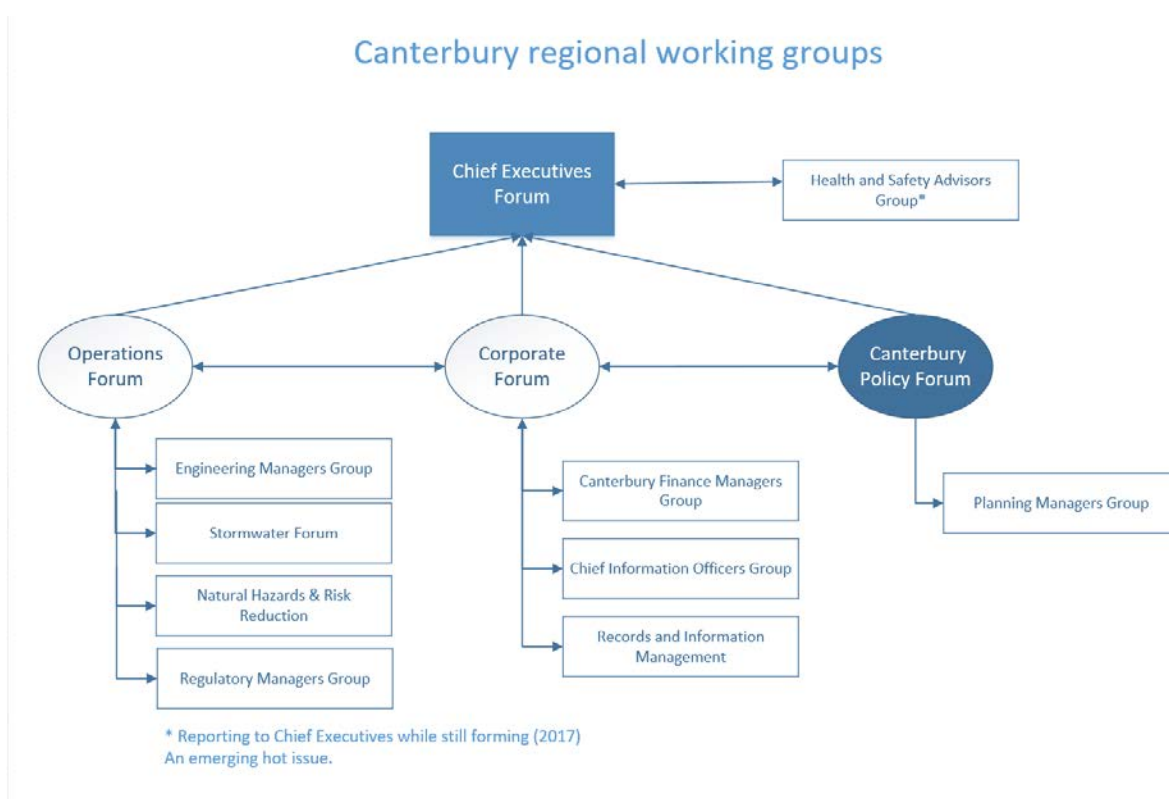 Canterbury regional working groups
Chief Executives
Forum
Health and Safety Advisors
Group*
Operations
Forum
Corporate
Forum
Canterbury
Policy Forum
Engineering Managers Group
Stormwater Forum
Natural Hazards & Risk
Reduction
Regulatory Managers Group
Canterbury Finance Managers
Group
Chief Information Officers Group
Records and Information
Management
Planning Managers Group
* Reporting to Chief Executives while still forming (2017)
An emerging hot issue.